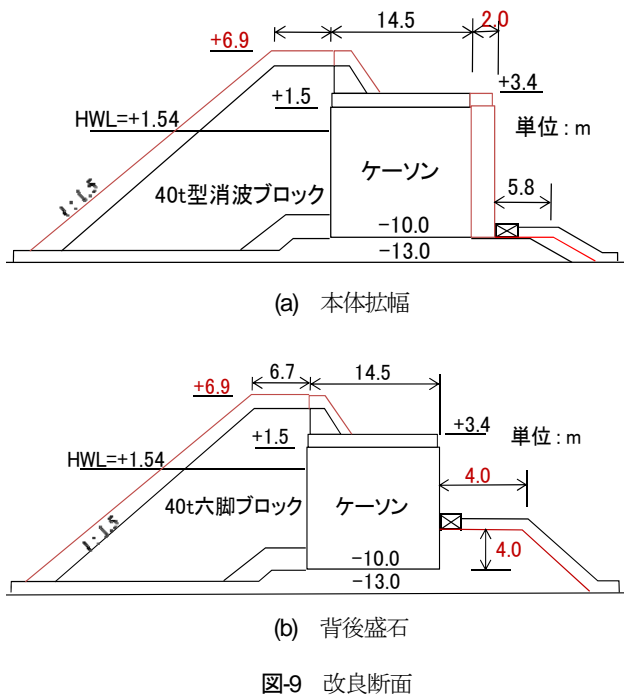 14.5
2.0
+6.9
+3.4
+1.5
HWL=+1.54
単位 : m
ケーソン
40t型消波ブロック
5.8
1:1.5
-10.0
-13.0
(a) 本体拡幅
6.7
14.5
+6.9
+1.5
+3.4
単位 : m
HWL=+1.54
4.0
40t六脚ブロック
ケーソン
1:1.5
4.0
-10.0
-13.0
(b) 背後盛石
図-9 改良断面